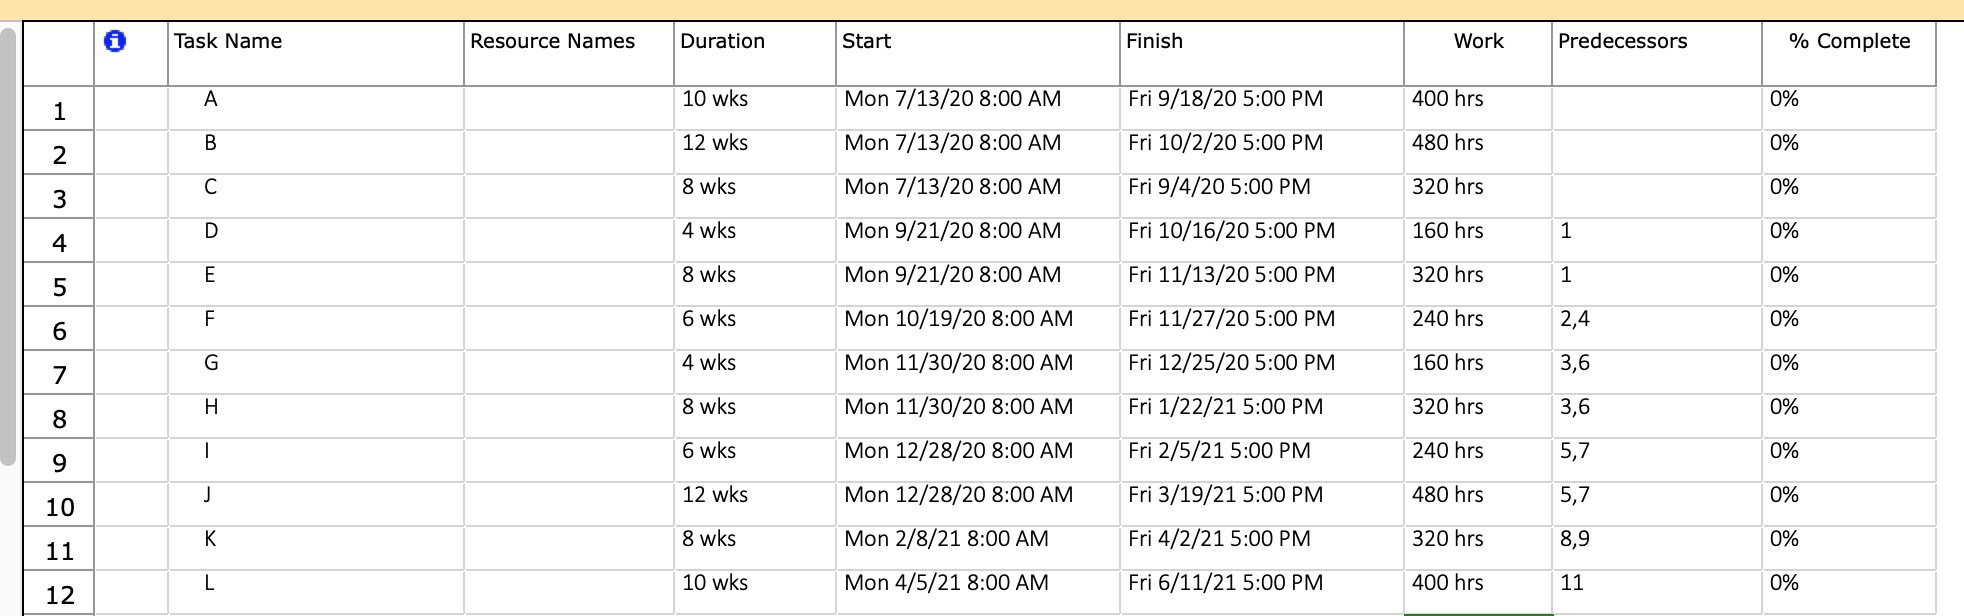 Task Name Resource Names Duration Start Finish Work Predecessors % Complete
1 A 10 wks Mon 7/13/20 8:00 AM Fri 9/18/20 5:00 PM 400 hrs 0%
2 B 12 wks Mon 7/13/20 8:00 AM Fri 10/2/20 5:00 PM 480 hrs 0%
3 C 8 wks Mon 7/13/20 8:00 AM Fri 9/4/20 5:00 PM 320 hrs 0%
4 D 4 wks Mon 9/21/20 8:00 AM Fri 10/16/20 5:00 PM 160 hrs 1 0%
5 E 8 wks Mon 9/21/20 8:00 AM Fri 11/13/20 5:00 PM 320 hrs 1 0%
6 F 6 wks Mon 10/19/20 8:00 AM Fri 11/27/20 5:00 PM 240 hrs 2,4 0%
7 G 4 wks Mon 11/30/20 8:00 AM Fri 12/25/20 5:00 PM 160 hrs 3,6 0%
8 H 8 wks Mon 11/30/20 8:00 AM Fri 1/22/21 5:00 PM 320 hrs 3,6 0%
9 I 6 wks Mon 12/28/20 8:00 AM Fri 2/5/21 5:00 PM 240 hrs 5,7 0%
10 J 12 wks Mon 12/28/20 8:00 AM Fri 3/19/21 5:00 PM 480 hrs 5,7 0%
11 K 8 wks Mon 2/8/21 8:00 AM Fri 4/2/21 5:00 PM 320 hrs 8,9 0%
12 L 10 wks Mon 4/5/21 8:00 AM Fri 6/11/21 5:00 PM 400 hrs 11 0%